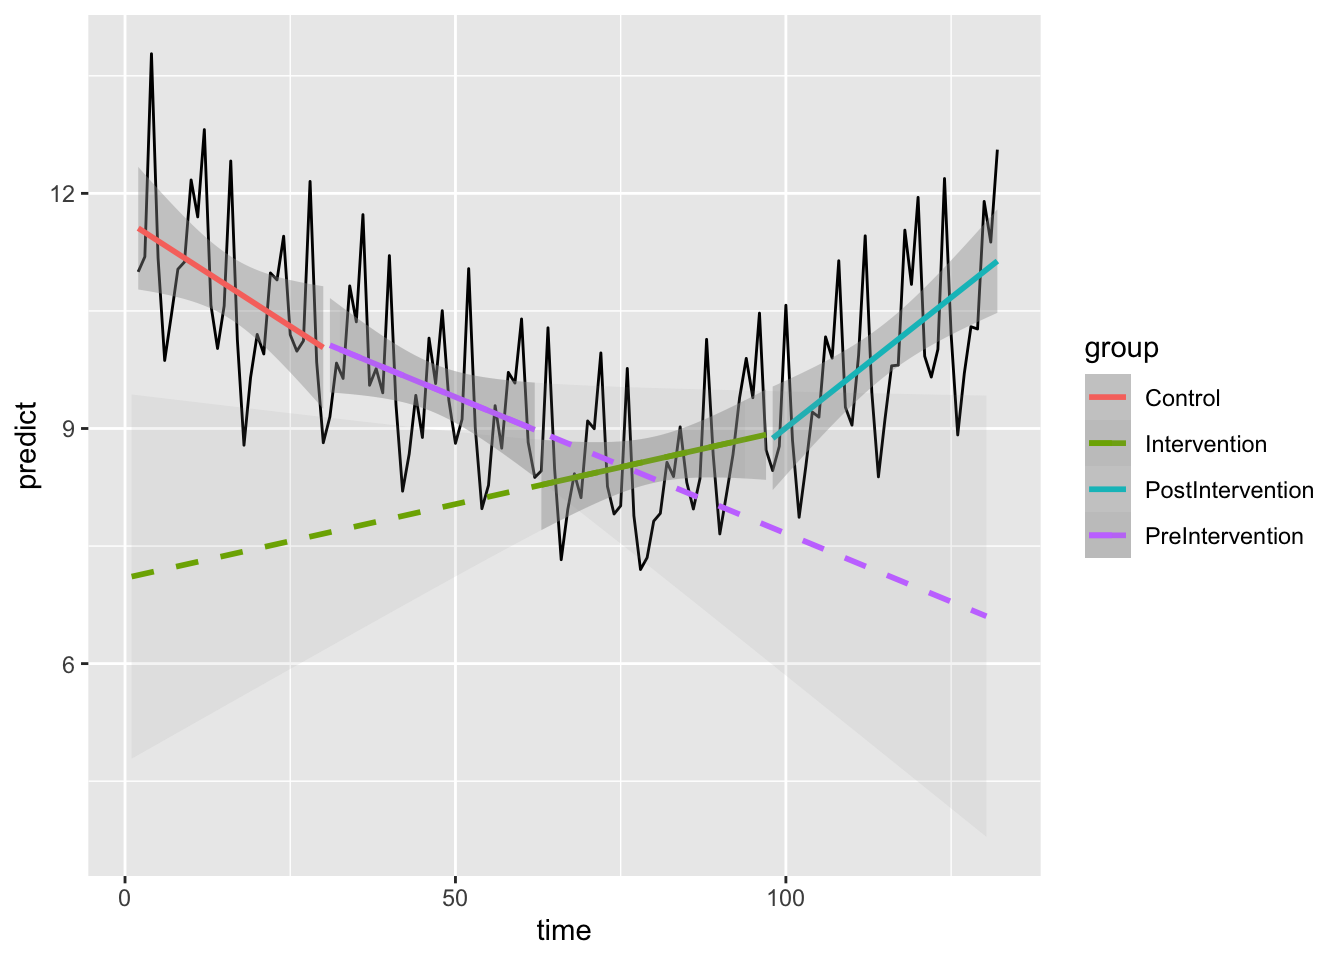 predict
12
9
6
0
50
100
time
group
Control
Intervention
PostIntervention
PreIntervention